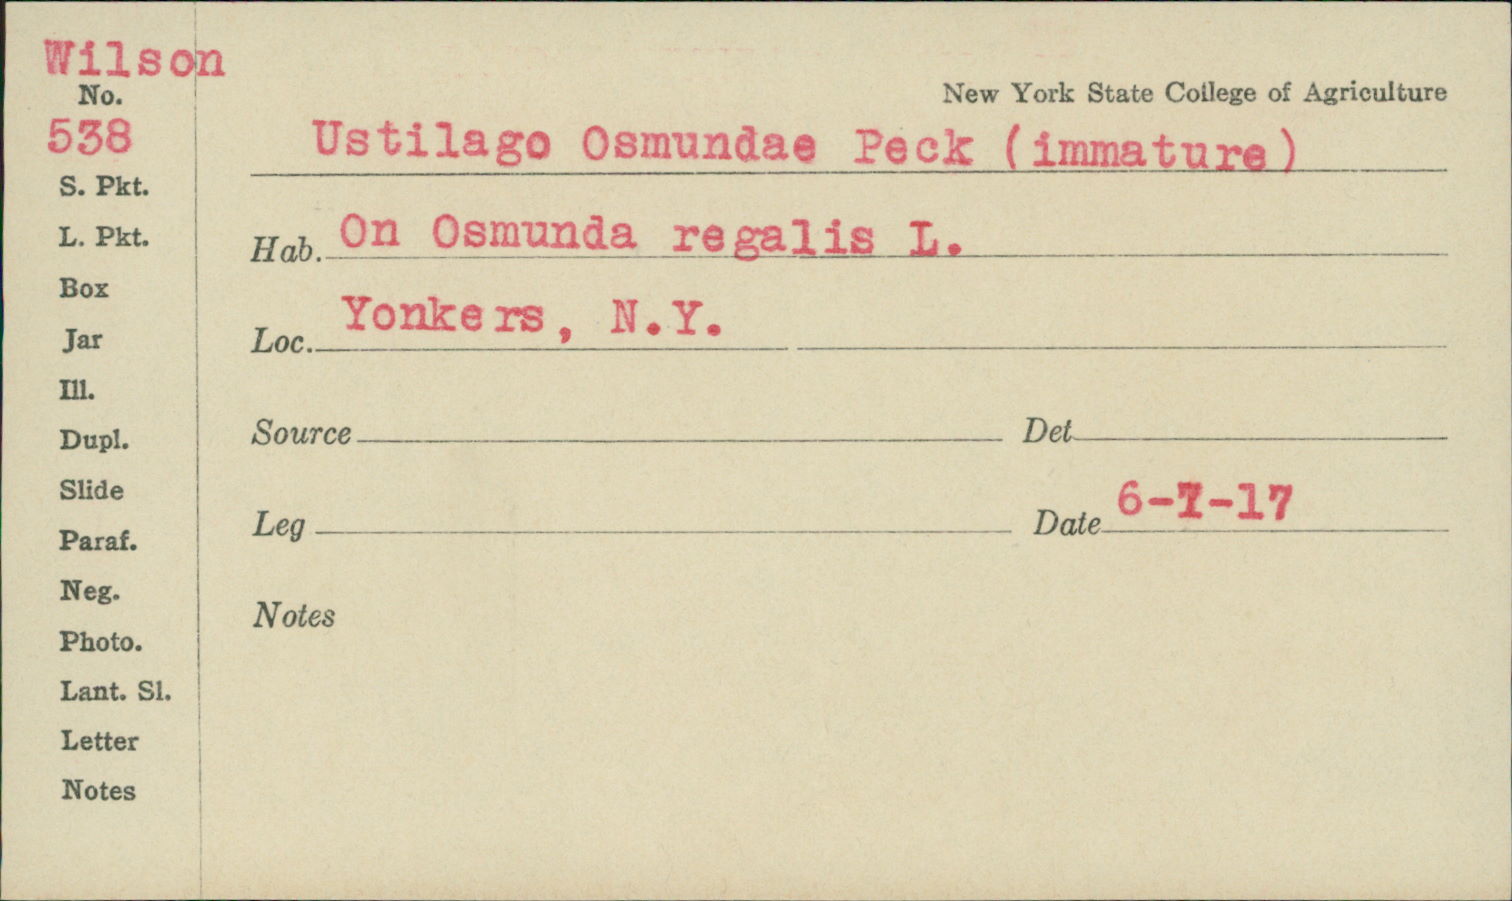 Wilson
No.
538
S. Pkt.
L. Pkt.
Box
Jar
Ill.
Dupl.
Slide
Paraf.
Neg.
Photo.
Lant. Sl.
Letter
Notes
New York State College of Agriculture
Ustilago Osmundae Peck (immature)
Hab. On Osmunda regalis L.
Loc. Yonkers, N.Y.
Source Det
Leg Date 6-7-17
Notes